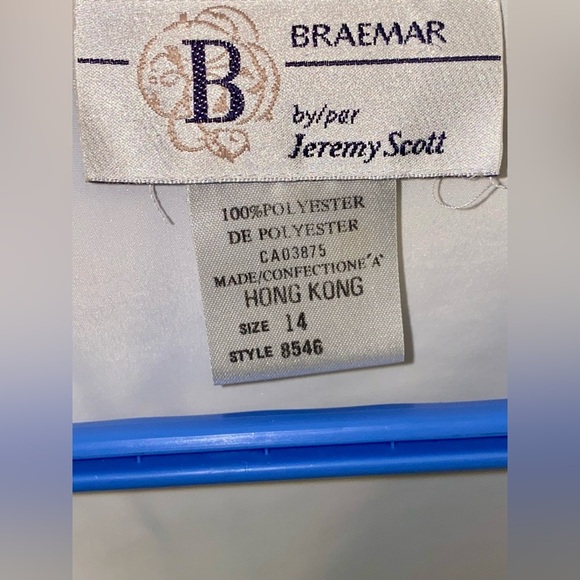 B
BRAEMAR
by/par
Jeremy Scott
100%POLYESTER
DE POLYESTER
CA03875
MADE/CONFECTIONE'A'
HONG KONG
SIZE 14
STYLE 8546